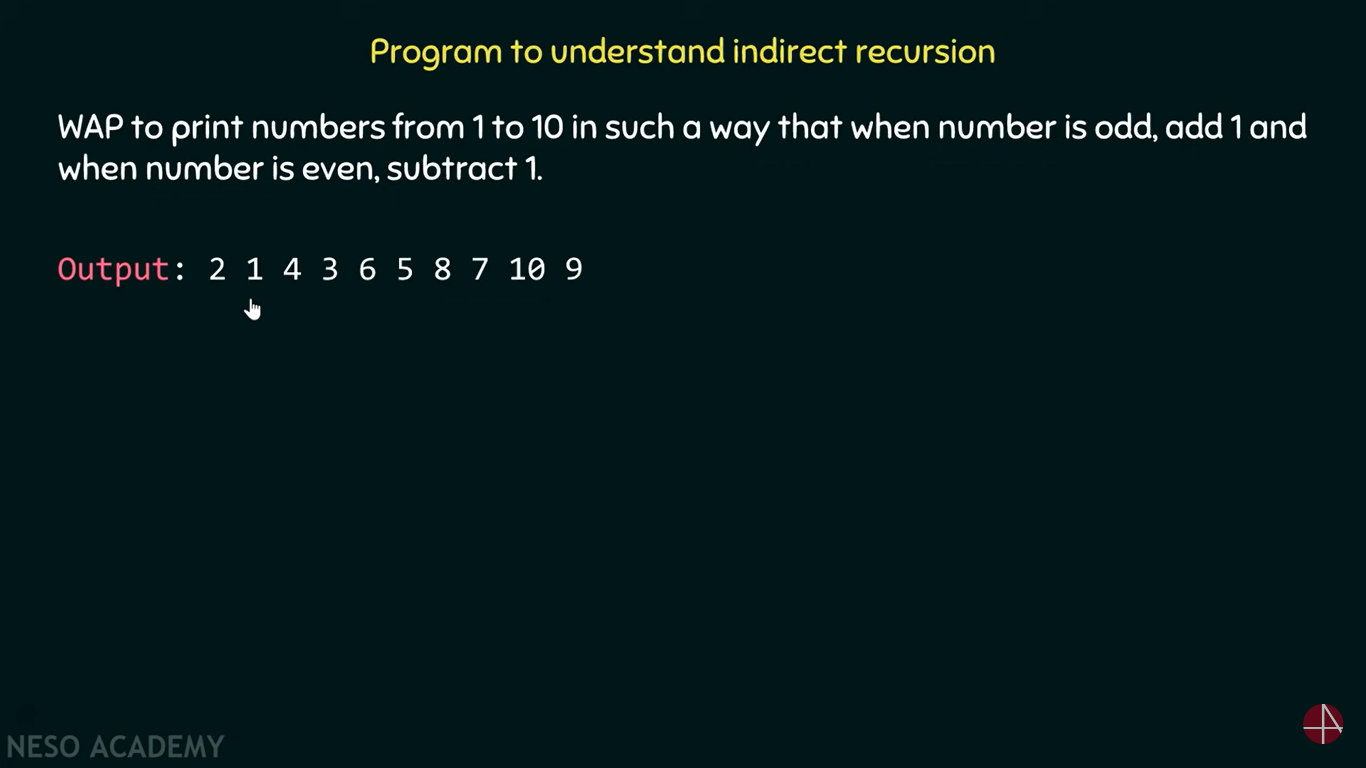 Program to understand indirect recursion
WAP to print numbers from 1 to 10 in such a way that when number is odd, add 1 and
when number is even, subtract 1.
Output: 2 1 4 3 6 5 8 7 10 9
NESO ACADEMY